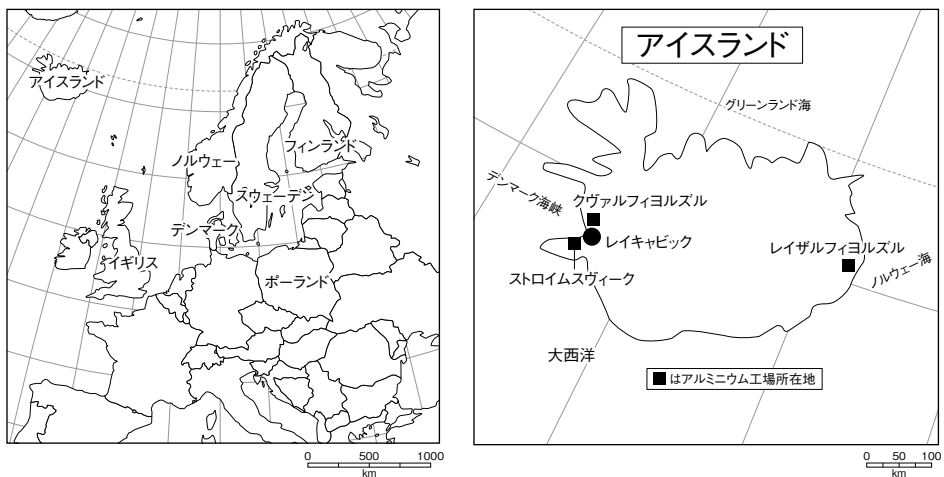 アイスランド
フィンランド
ノルウェー
スウェーデン
デンマーク
イギリス
ポーランド
0 500 1000
km
アイスランド
グリーンランド海
デンマーク海峡
クヴァルフィヨルズル
レイキャビック
レイザルフィヨルズル
ストロイムスヴィーク
ノルウェー海
大西洋
■はアルミニウム工場所在地
0 50 100
km